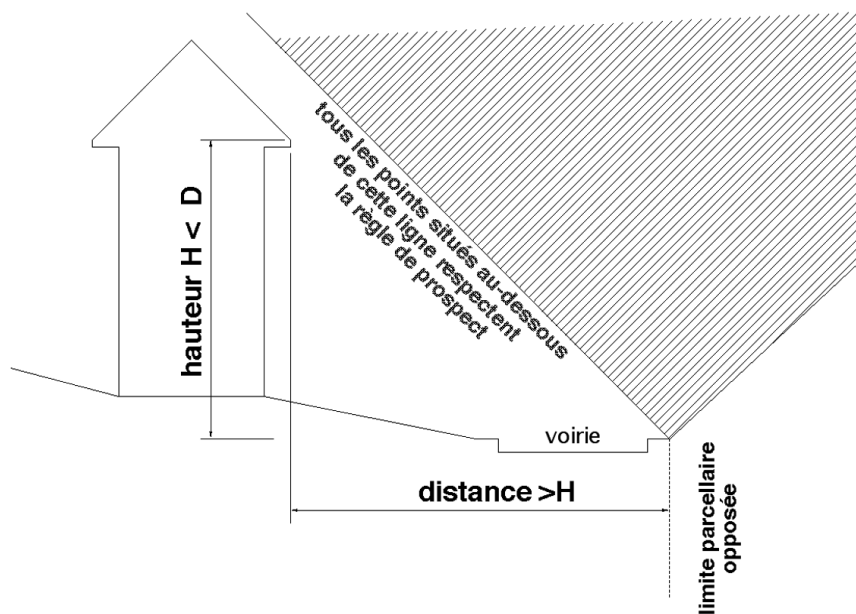 tous les points situés au-dessous
de cette ligne respectent
la règle de prospect
hauteur H < D
voirie
distance >H
limite parcellaire
opposée